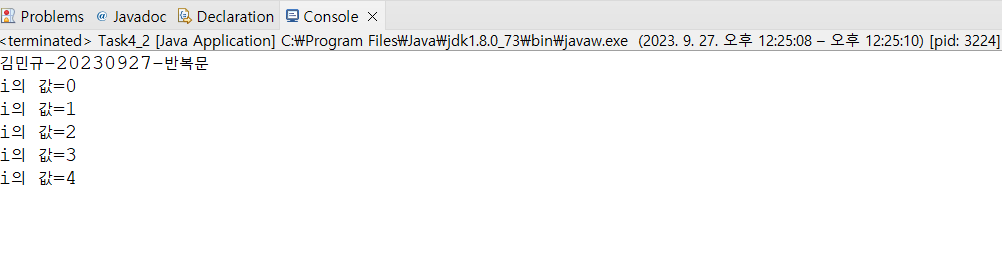 Problems @ Javadoc Declaration Console
<terminated> Task4_2 [Java Application] C:₩Program Files₩Java₩jdk1.8.0_73₩bin₩javaw.exe (2023. 9. 27. 오후 12:25:08 – 오후 12:25:10) [pid: 3224]
김민규-20230927-반복문
i의 값=0
i의 값=1
i의 값=2
i의 값=3
i의 값=4